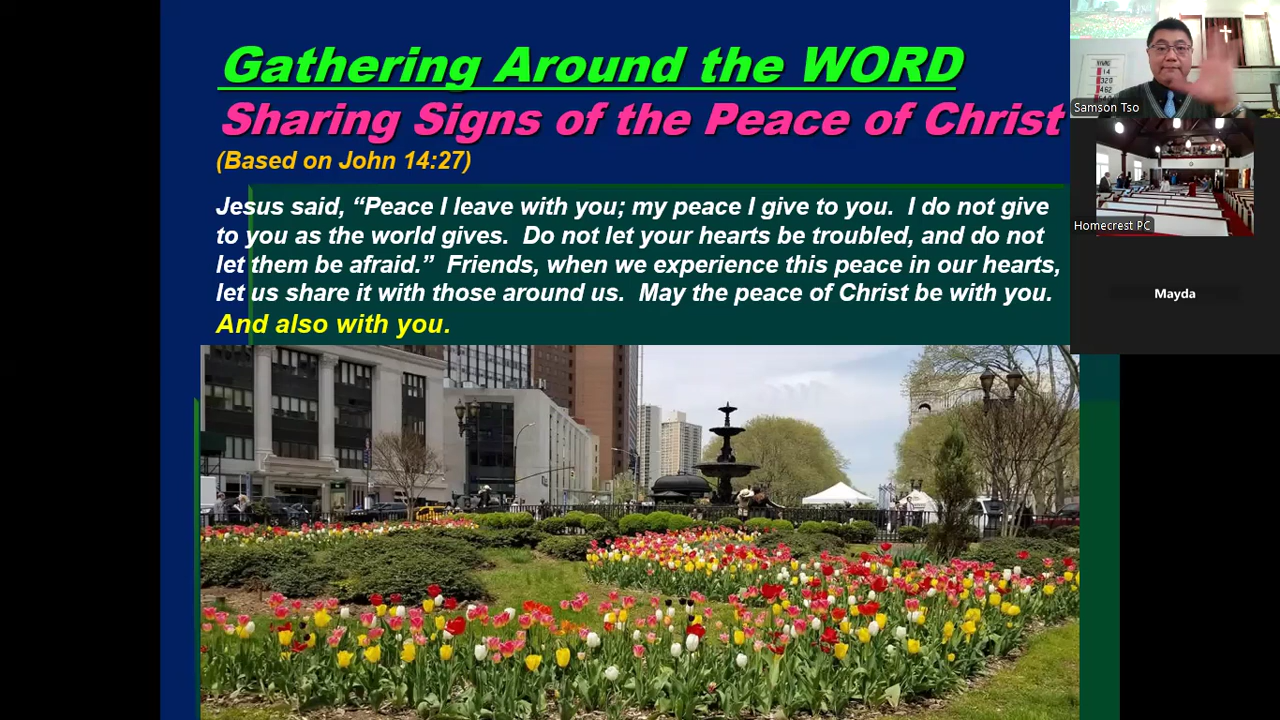 Gathering Around the WORD
Sharing Signs of the Peace of Christ
(Based on John 14:27)
Jesus said, “Peace I leave with you; my peace I give to you.  I do not give
to you as the world gives.  Do not let your hearts be troubled, and do not
let them be afraid.”  Friends, when we experience this peace in our hearts,
let us share it with those around us.  May the peace of Christ be with you.
And also with you.
14
320
462
Samson Tso
Homecrest PC
Mayda